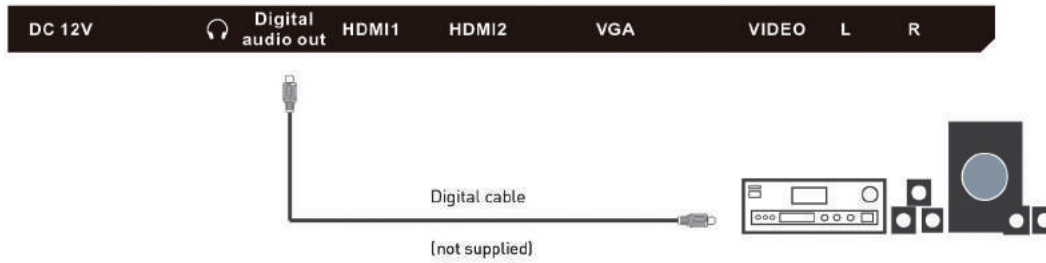 DC 12V Digital audio out HDMI1 HDMI2 VGA VIDEO L R
Digital cable
(not supplied)